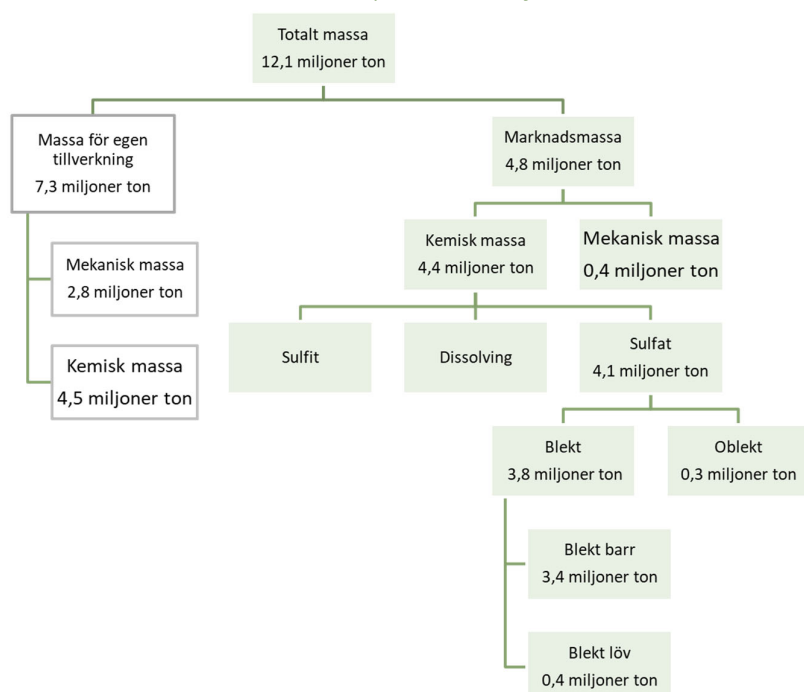 Totalt massa
12,1 miljoner ton
Massa för egen
tillverkning
7,3 miljoner ton
Marknadsmassa
4,8 miljoner ton
Mekanisk massa
2,8 miljoner ton
Kemisk massa
4,5 miljoner ton
Kemisk massa
4,4 miljoner ton
Mekanisk massa
0,4 miljoner ton
Sulfit
Dissolving
Sulfat
4,1 miljoner ton
Blekt
3,8 miljoner ton
Oblekt
0,3 miljoner ton
Blekt barr
3,4 miljoner ton
Blekt löv
0,4 miljoner ton